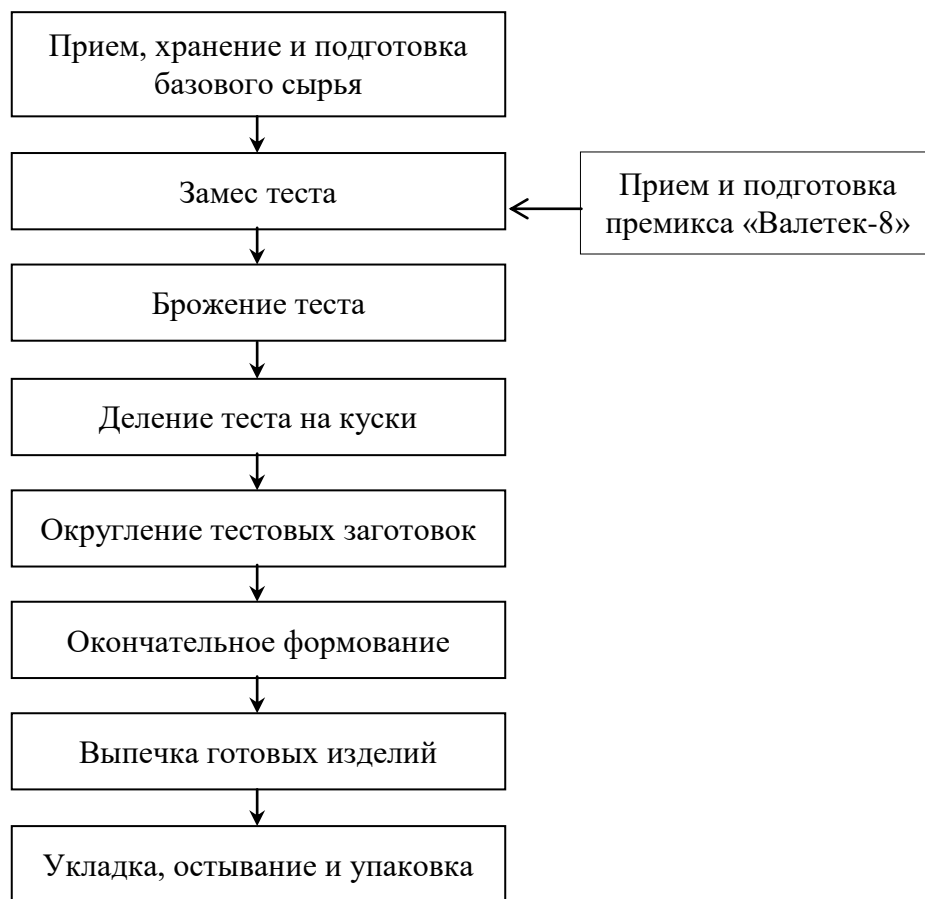 Прием, хранение и подготовка
базового сырья
Замес теста
Прием и подготовка
премикса «Валетек-8»
Брожение теста
Деление теста на куски
Округление тестовых заготовок
Окончательное формование
Выпечка готовых изделий
Укладка, остывание и упаковка